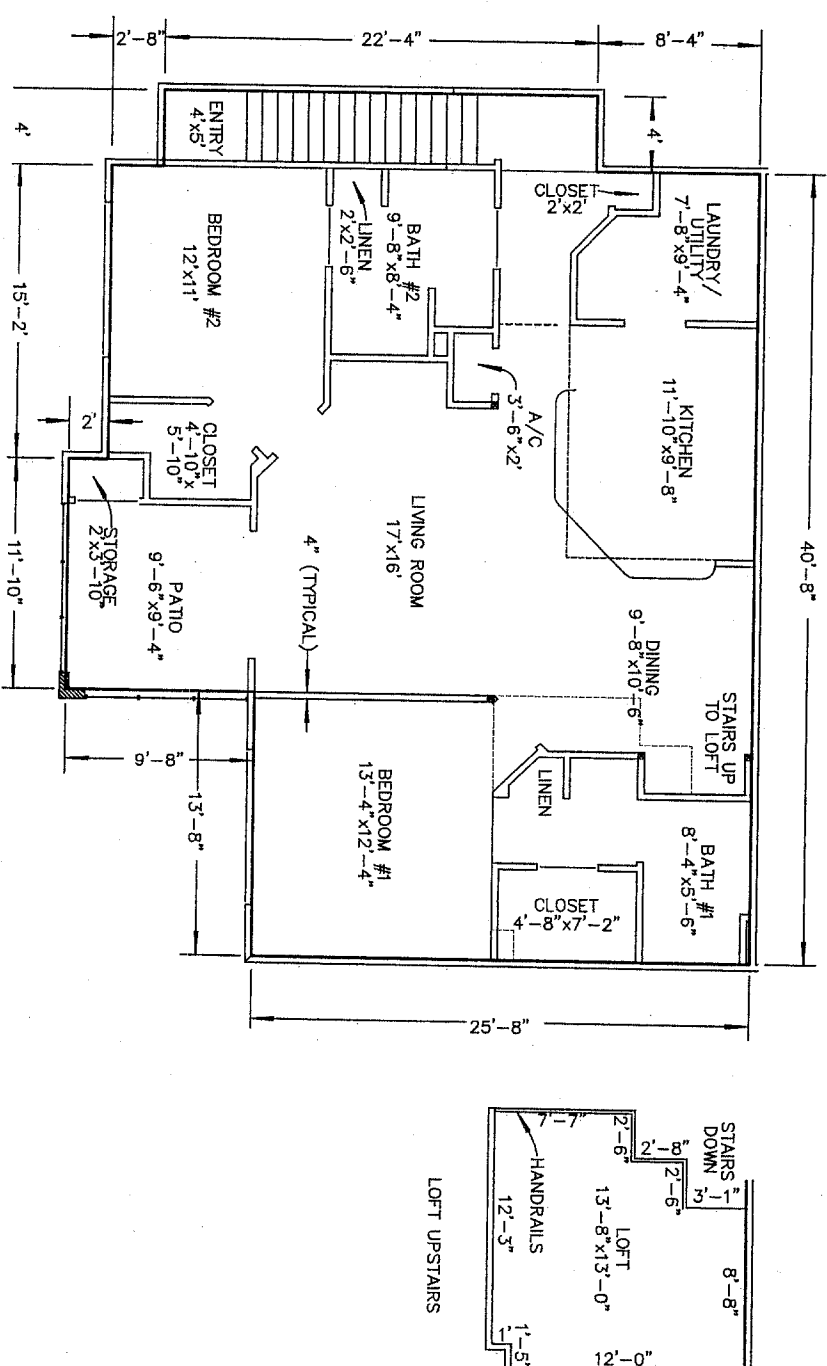 2'-8"
22'-4"
8'-4"
4'
15'-2"
2'
11'-10"
9'-8"
13'-8"
25'-8"
40'-8"
4'
ENTRY
4'x5'
CLOSET
2'x2'
LAUNDRY/
UTILITY
7'-8"x9'-4"
BATH #2
9'-8"x8'-4"
LINEN
2'x2'-6"
BEDROOM #2
12'x11'
KITCHEN
11'-10"x9'-8"
A/C
3'-6"x2'
CLOSET
4'-10"x
5'-10"
LIVING ROOM
17'x16'
STORAGE
2'x3'-10"
PATIO
9'-6"x9'-4"
4" (TYPICAL)
DINING
9'-8"x10'-6"
STAIRS UP
TO LOFT
LINEN
BEDROOM #1
13'-4"x12'-4"
BATH #1
8'-4"x5'-6"
CLOSET
4'-8"x7'-2"
STAIRS
DOWN
7'-7"
2'-6"
2'-8"
2'-6"
3'-1"
8'-8"
HANDRAILS
12'-3"
LOFT
13'-8"x13'-0"
LOFT UPSTAIRS
1'
1'-5"
12'-0"